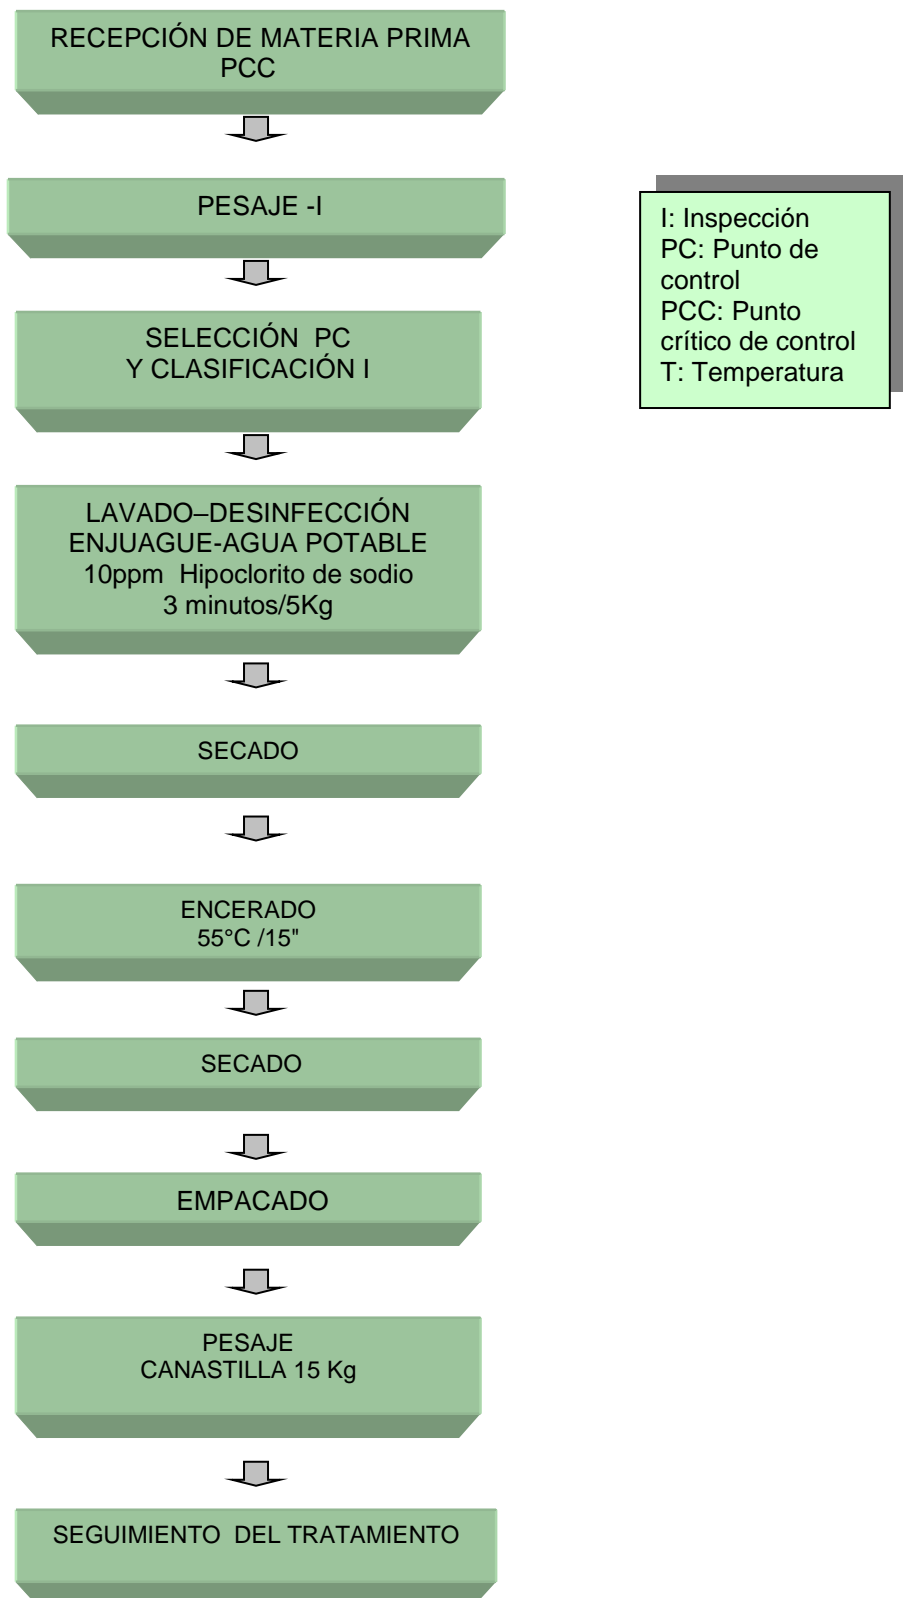 RECEPCIÓN DE MATERIA PRIMA
PCC
PESAJE -I
I: Inspección
PC: Punto de
control
PCC: Punto
crítico de control
T: Temperatura
SELECCIÓN PC
Y CLASIFICACIÓN I
LAVADO–DESINFECCIÓN
ENJUAGUE-AGUA POTABLE
10ppm Hipoclorito de sodio
3 minutos/5Kg
SECADO
ENCERADO
55°C /15"
SECADO
EMPACADO
PESAJE
CANASTILLA 15 Kg
SEGUIMIENTO DEL TRATAMIENTO